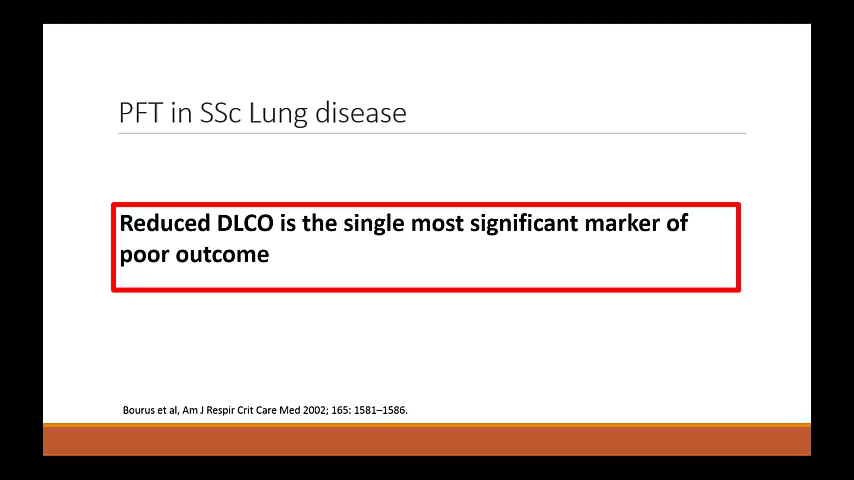 PFT in SSc Lung disease
Reduced DLCO is the single most significant marker of
poor outcome
Bourus et al, Am J Respir Crit Care Med 2002; 165: 1581–1586.